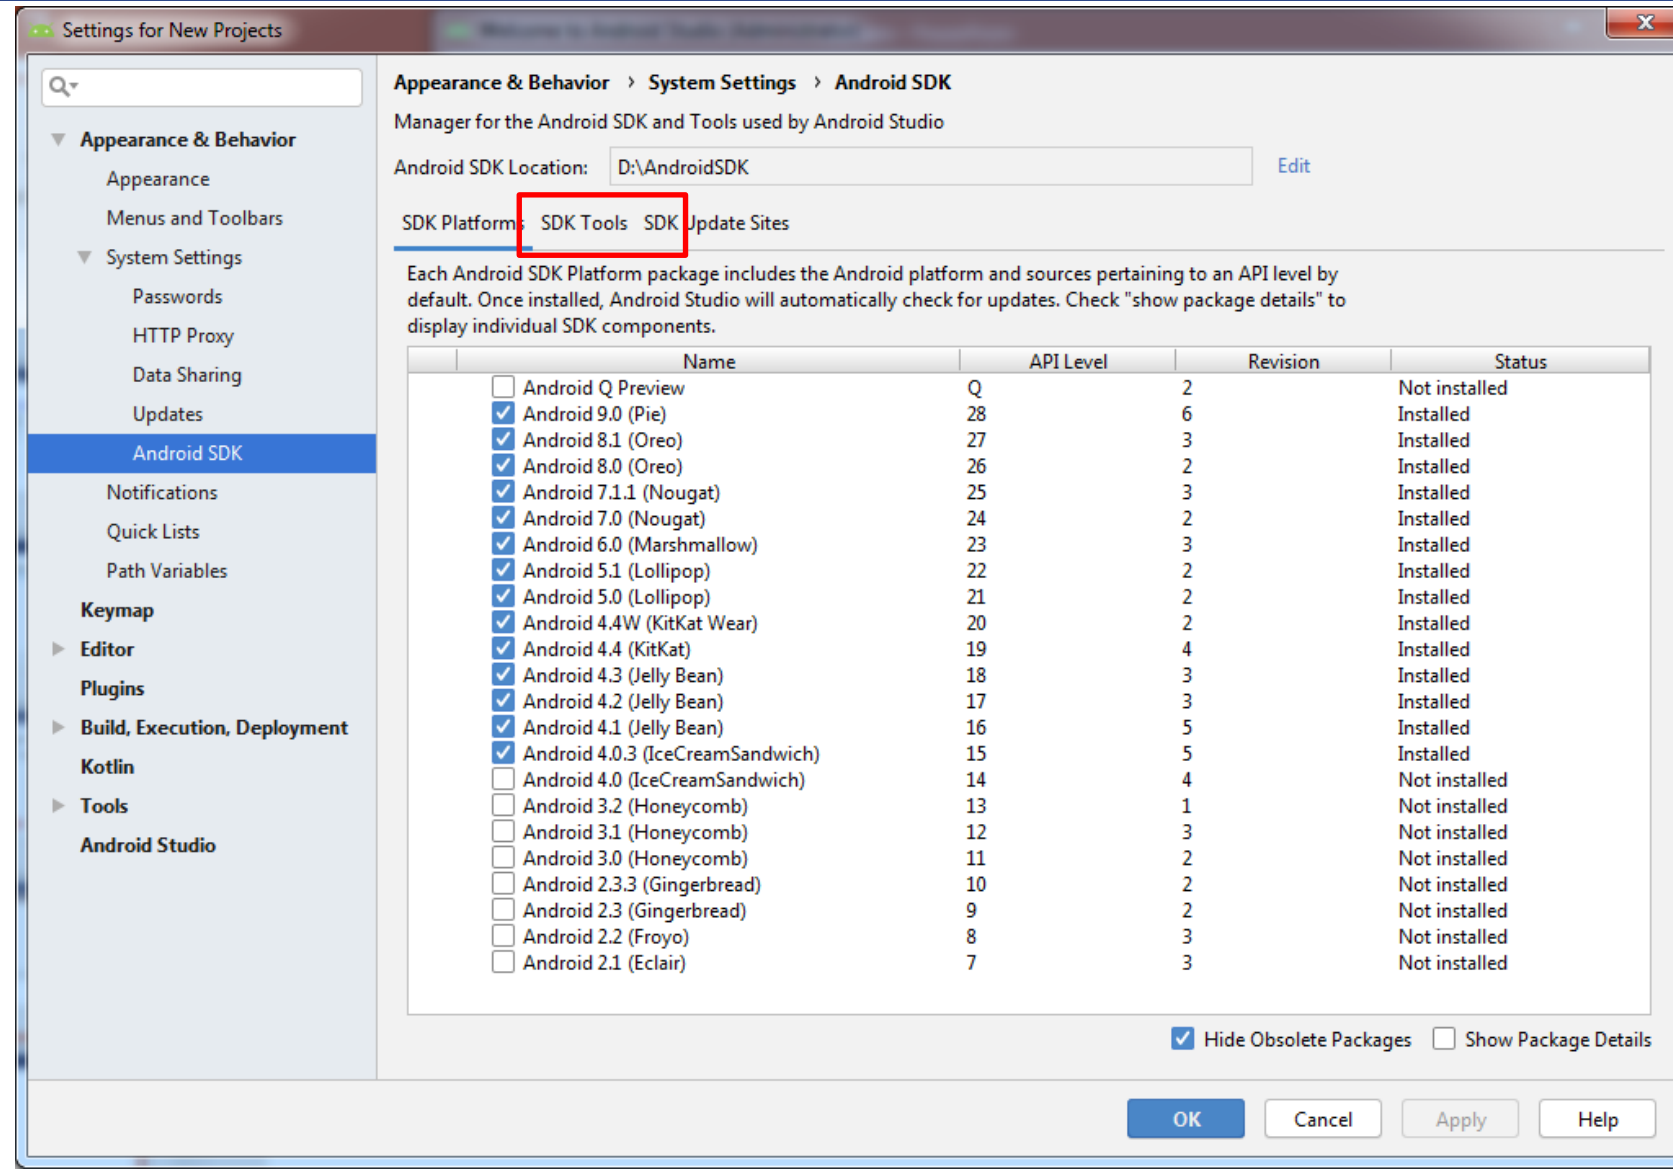 Settings for New Projects
Appearance & Behavior
Appearance
Menus and Toolbars
System Settings
Passwords
HTTP Proxy
Data Sharing
Updates
Android SDK
Notifications
Quick Lists
Path Variables
Keymap
Editor
Plugins
Build, Execution, Deployment
Kotlin
Tools
Android Studio
Appearance & Behavior › System Settings › Android SDK
Manager for the Android SDK and Tools used by Android Studio
Android SDK Location: D:\AndroidSDK Edit
SDK Platforms SDK Tools SDK Update Sites
Each Android SDK Platform package includes the Android platform and sources pertaining to an API level by
default. Once installed, Android Studio will automatically check for updates. Check "show package details" to
display individual SDK components.
Name API Level Revision Status
Android Q Preview Q 2 Not installed
Android 9.0 (Pie) 28 6 Installed
Android 8.1 (Oreo) 27 3 Installed
Android 8.0 (Oreo) 26 2 Installed
Android 7.1.1 (Nougat) 25 3 Installed
Android 7.0 (Nougat) 24 2 Installed
Android 6.0 (Marshmallow) 23 3 Installed
Android 5.1 (Lollipop) 22 2 Installed
Android 5.0 (Lollipop) 21 2 Installed
Android 4.4W (KitKat Wear) 20 2 Installed
Android 4.4 (KitKat) 19 4 Installed
Android 4.3 (Jelly Bean) 18 3 Installed
Android 4.2 (Jelly Bean) 17 3 Installed
Android 4.1 (Jelly Bean) 16 5 Installed
Android 4.0.3 (IceCreamSandwich) 15 5 Installed
Android 4.0 (IceCreamSandwich) 14 4 Not installed
Android 3.2 (Honeycomb) 13 1 Not installed
Android 3.1 (Honeycomb) 12 3 Not installed
Android 3.0 (Honeycomb) 11 2 Not installed
Android 2.3.3 (Gingerbread) 10 2 Not installed
Android 2.3 (Gingerbread) 9 2 Not installed
Android 2.2 (Froyo) 8 3 Not installed
Android 2.1 (Eclair) 7 3 Not installed
Hide Obsolete Packages Show Package Details
OK Cancel Apply Help